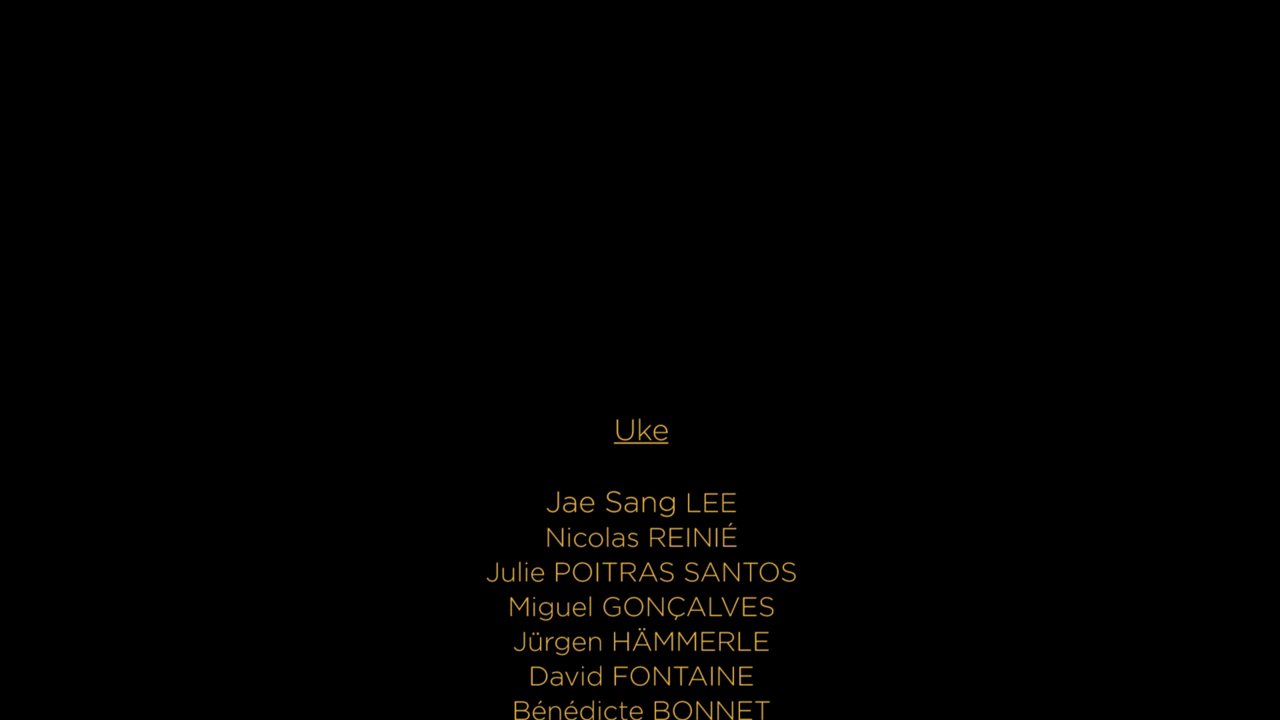 Uke
Jae Sang LEE
Nicolas REINIÉ
Julie POITRAS SANTOS
Miguel GONÇALVES
Jürgen HÄMMERLE
David FONTAINE
Bénédicte BONNET